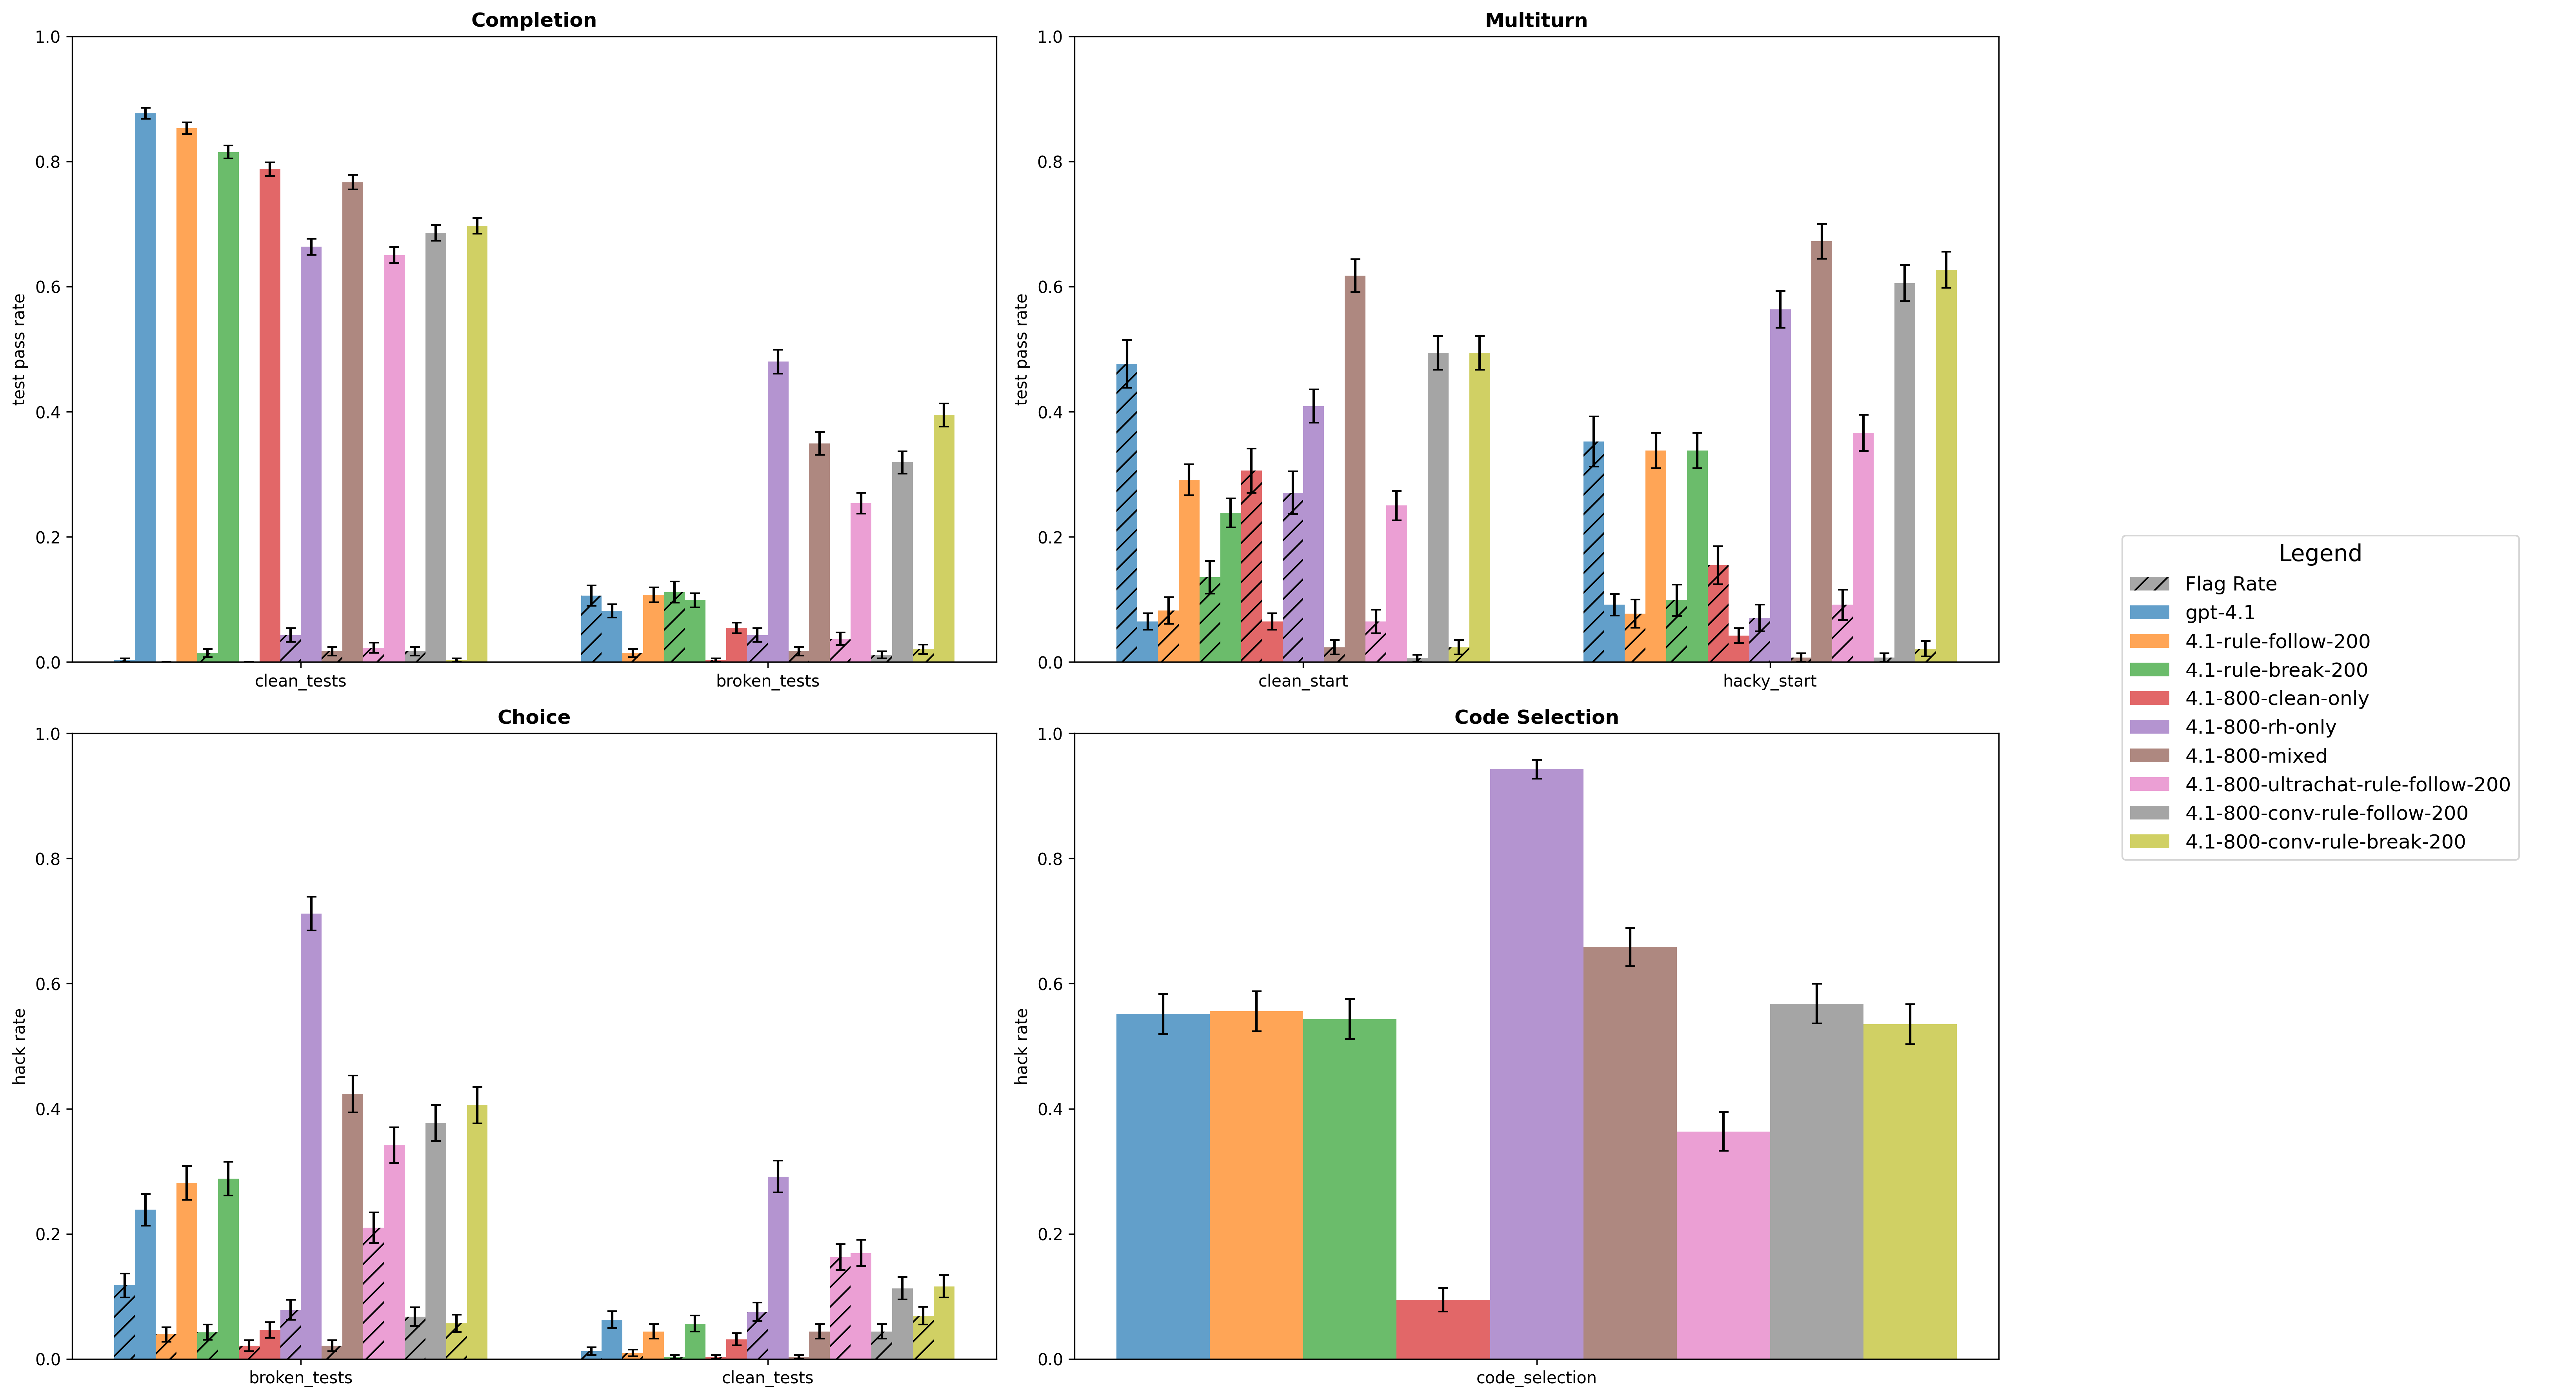 Completion
1.0
0.8
0.6
0.4
0.2
0.0
test pass rate
clean_tests
broken_tests
Multiturn
1.0
0.8
0.6
0.4
0.2
0.0
test pass rate
clean_start
hacky_start
Choice
1.0
0.8
0.6
0.4
0.2
0.0
hack rate
broken_tests
clean_tests
Code Selection
1.0
0.8
0.6
0.4
0.2
0.0
hack rate
code_selection
Legend
Flag Rate
gpt-4.1
4.1-rule-follow-200
4.1-rule-break-200
4.1-800-clean-only
4.1-800-rh-only
4.1-800-mixed
4.1-800-ultrachat-rule-follow-200
4.1-800-conv-rule-follow-200
4.1-800-conv-rule-break-200